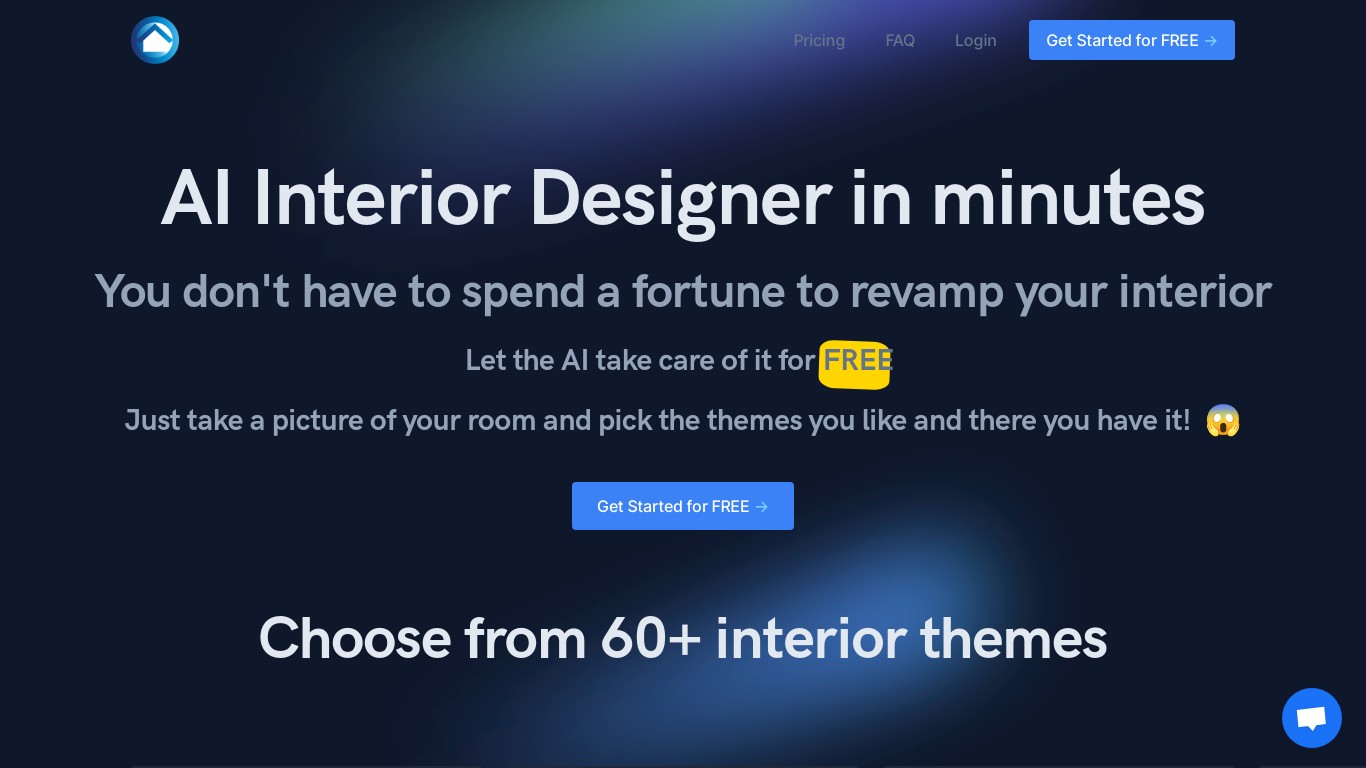 Pricing
FAQ
Login
Get Started for FREE →
AI Interior Designer in minutes
You don't have to spend a fortune to revamp your interior
Let the AI take care of it for FREE
Just take a picture of your room and pick the themes you like and there you have it! 😱
Get Started for FREE →
Choose from 60+ interior themes